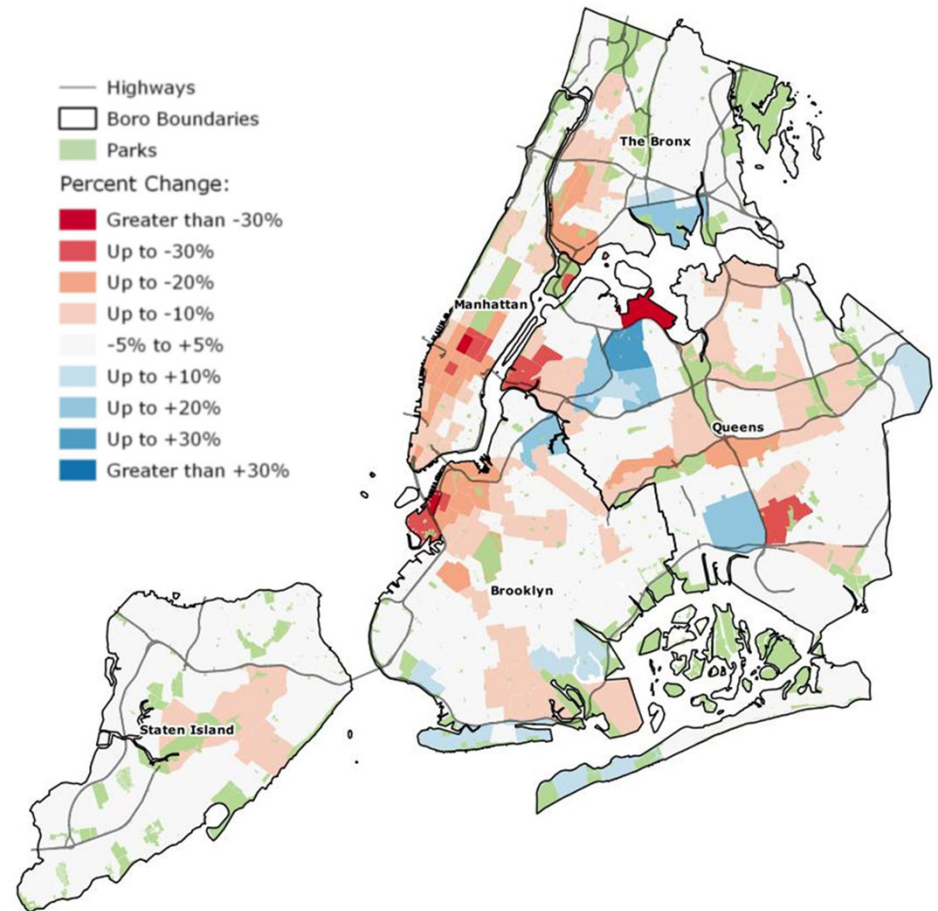 Highways
Boro Boundaries
Parks
Percent Change:
Greater than -30%
Up to -30%
Up to -20%
Up to -10%
-5% to +5%
Up to +10%
Up to +20%
Up to +30%
Greater than +30%
The Bronx
Manhattan
Queens
Brooklyn
Staten Island